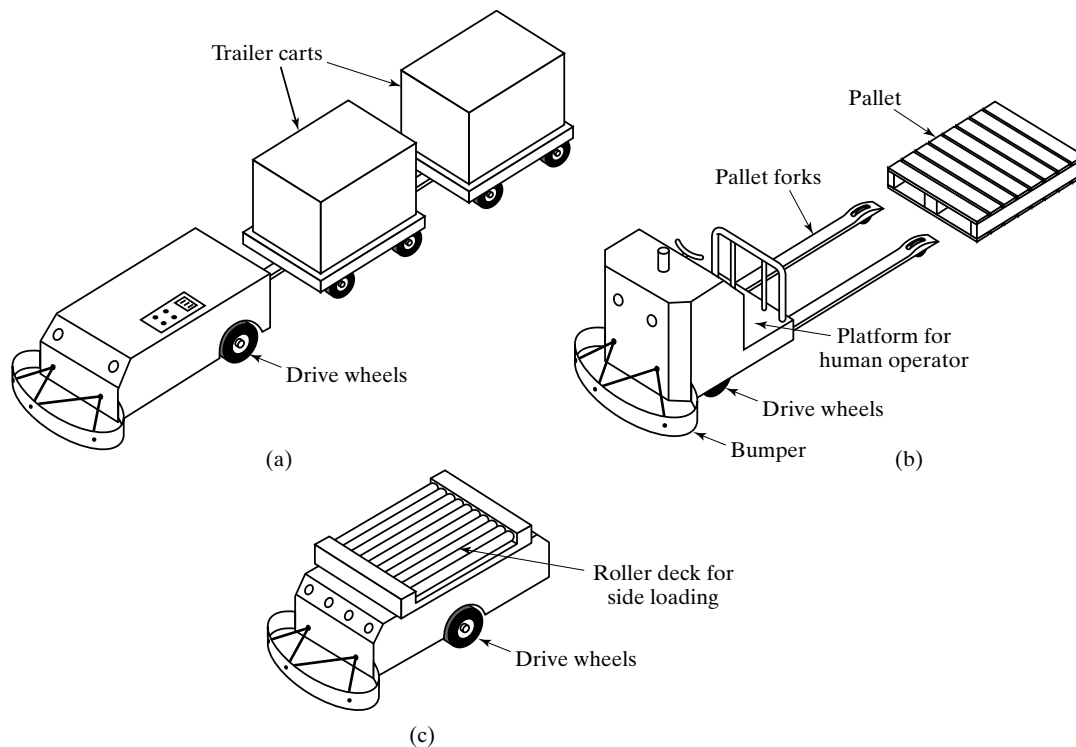 Trailer carts
Drive wheels
(a)
Pallet
Pallet forks
Platform for
human operator
Drive wheels
Bumper
(b)
Roller deck for
side loading
Drive wheels
(c)